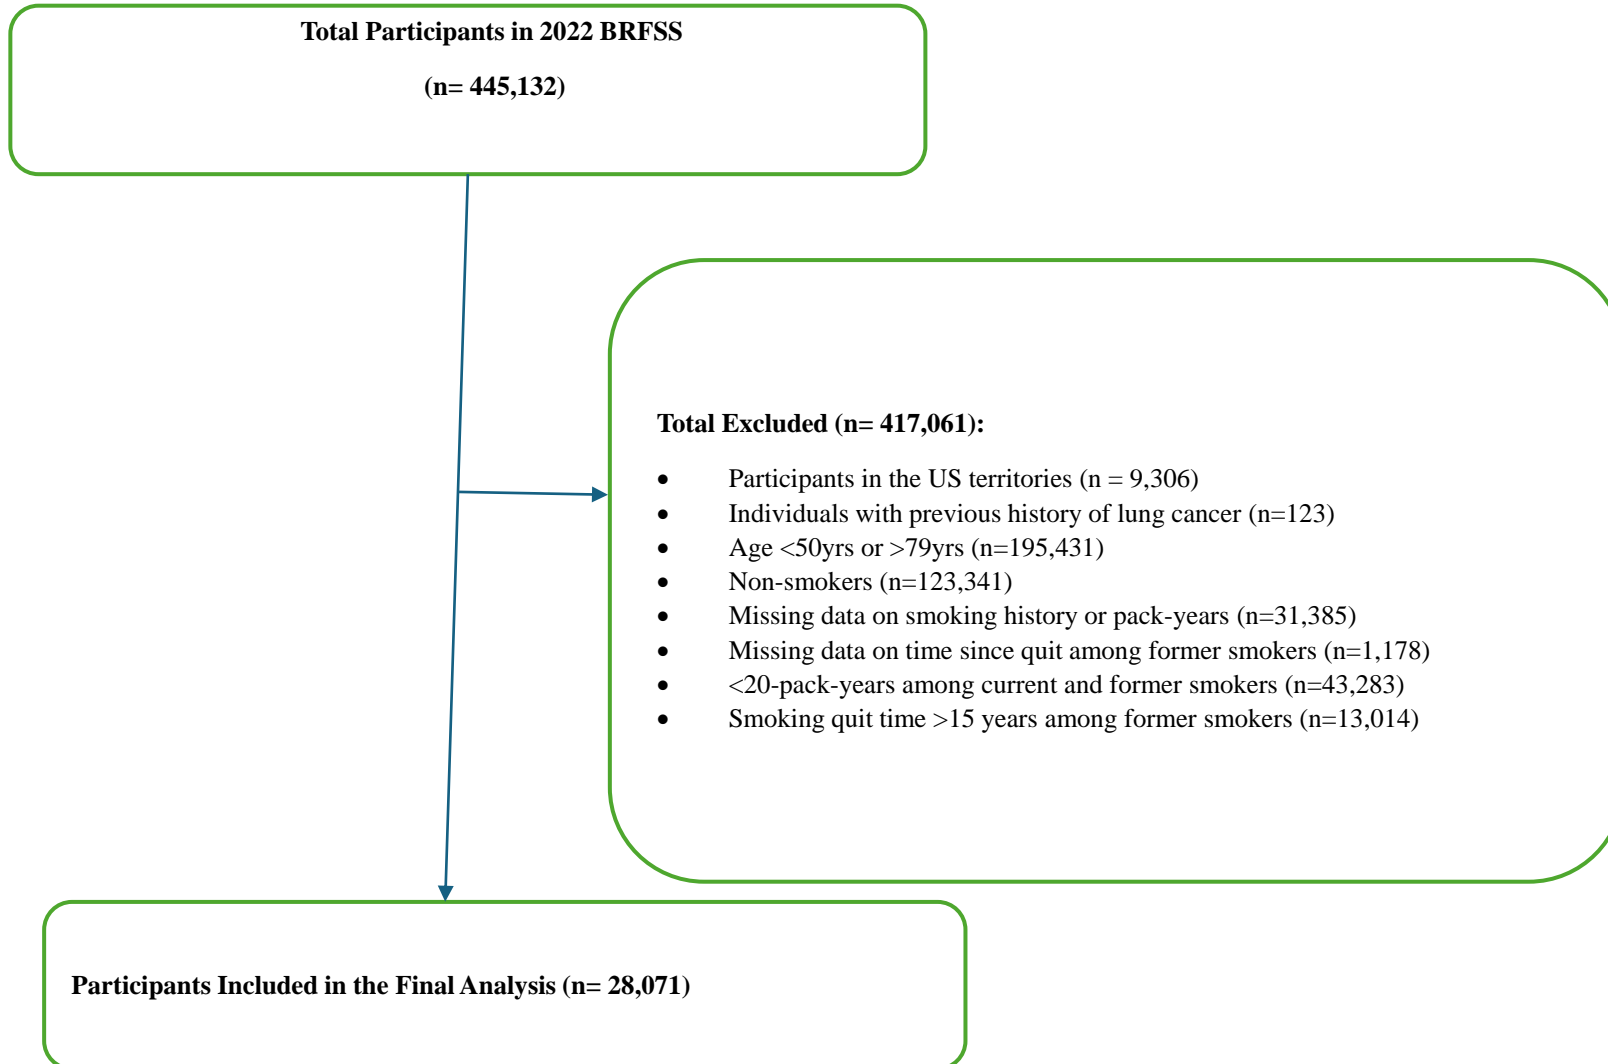 Total Participants in 2022 BRFSS
(n= 445,132)
Total Excluded (n= 417,061):
• Participants in the US territories (n = 9,306)
• Individuals with previous history of lung cancer (n=123)
• Age <50yrs or >79yrs (n=195,431)
• Non-smokers (n=123,341)
• Missing data on smoking history or pack-years (n=31,385)
• Missing data on time since quit among former smokers (n=1,178)
• <20-pack-years among current and former smokers (n=43,283)
• Smoking quit time >15 years among former smokers (n=13,014)
Participants Included in the Final Analysis (n= 28,071)